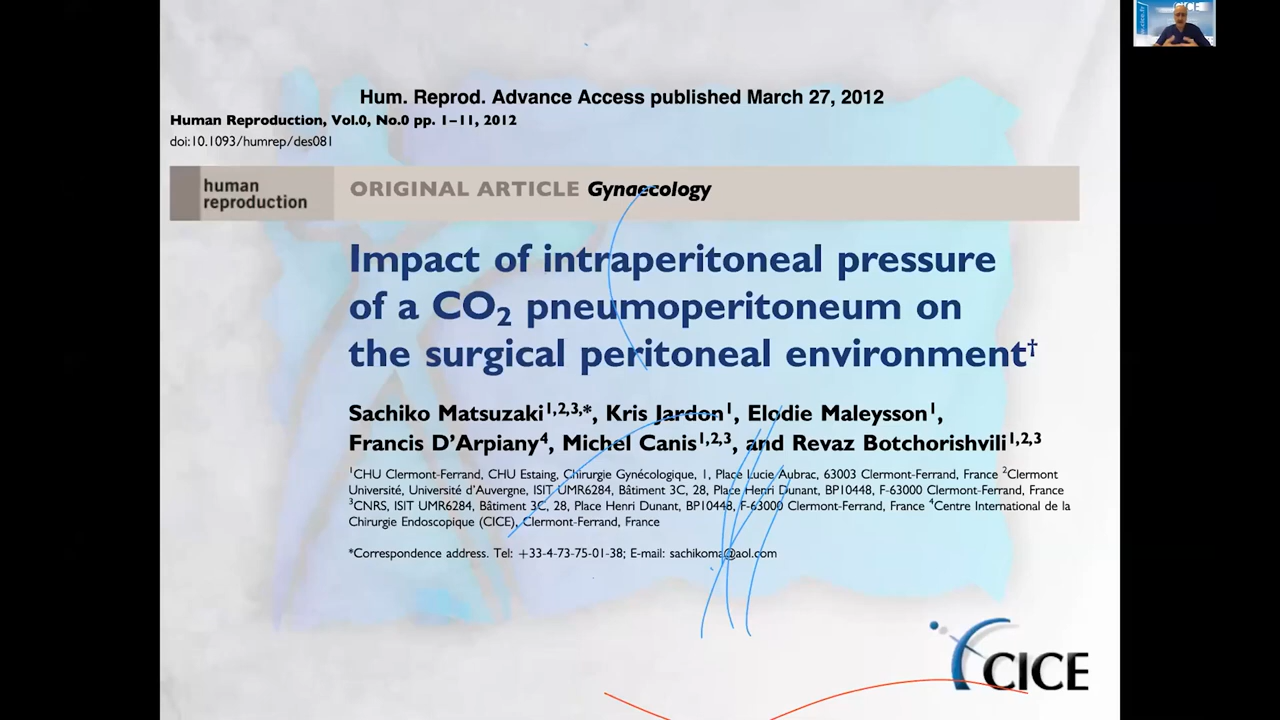 CICE
Hum. Reprod. Advance Access published March 27, 2012
Human Reproduction, Vol.0, No.0 pp. 1–11, 2012
doi:10.1093/humrep/des081
human
reproduction
ORIGINAL ARTICLE Gynaecology
Impact of intraperitoneal pressure
of a CO2 pneumoperitoneum on
the surgical peritoneal environment†
Sachiko Matsuzaki1,2,3,*, Kris Jardon1, Elodie Maleysson1,
Francis D'Arpiany4, Michel Canis1,2,3, and Revaz Botchorishvili1,2,3
1CHU Clermont-Ferrand, CHU Estaing, Chirurgie Gynécologique, 1, Place Lucie Aubrac, 63003 Clermont-Ferrand, France 2Clermont
Université, Université d'Auvergne, ISIT UMR6284, Bâtiment 3C, 28, Place Henri Dunant, BP10448, F-63000 Clermont-Ferrand, France
3CNRS, ISIT UMR6284, Bâtiment 3C, 28, Place Henri Dunant, BP10448, F-63000 Clermont-Ferrand, France 4Centre International de la
Chirurgie Endoscopique (CICE), Clermont-Ferrand, France
*Correspondence address. Tel: +33-4-73-75-01-38; E-mail: sachikoma@aol.com
CICE